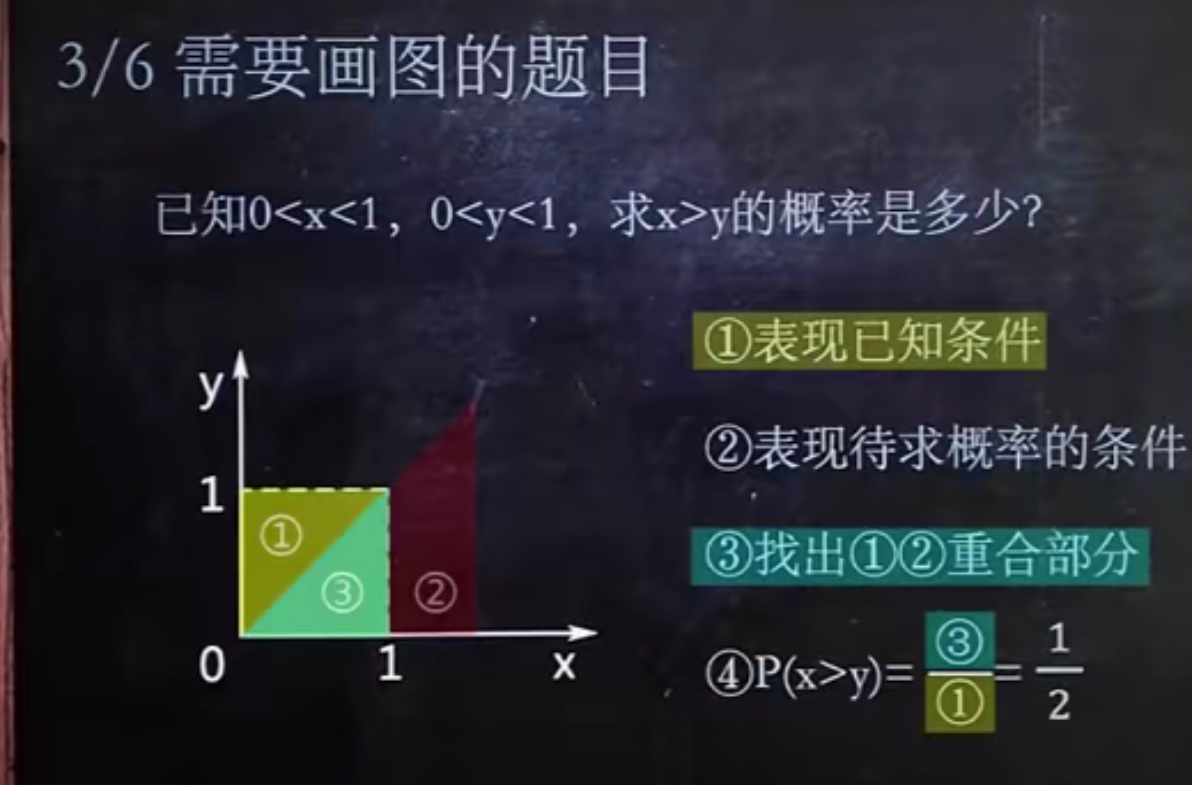 3/6 需要画图的题目
已知0<x<1，0<y<1，求x>y的概率是多少?
①表现已知条件
②表现待求概率的条件
③找出①②重合部分
④P(x>y)=③/①=1/2
y
1
①
③
②
0
1
x